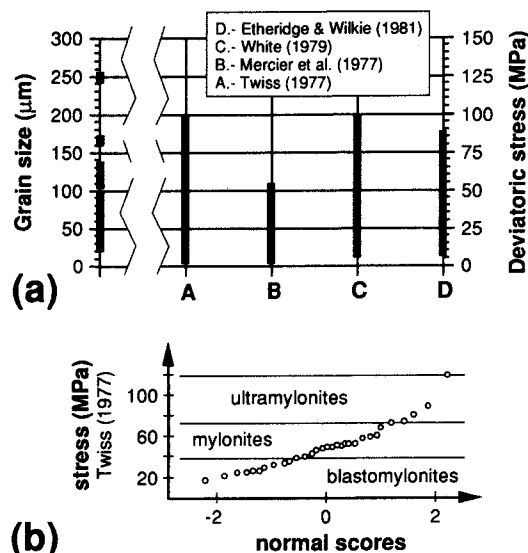 (a)
Grain size (μm)
300
250
200
150
100
50
0
D.- Etheridge & Wilkie (1981)
C.- White (1979)
B.- Mercier et al. (1977)
A.- Twiss (1977)
150
125
100
75
50
25
0
Deviatoric stress (MPa)
A
B
C
D
(b)
stress (MPa)
Twiss (1977)
100
60
20
ultramylonites
mylonites
blastomylonites
-2
0
2
normal scores